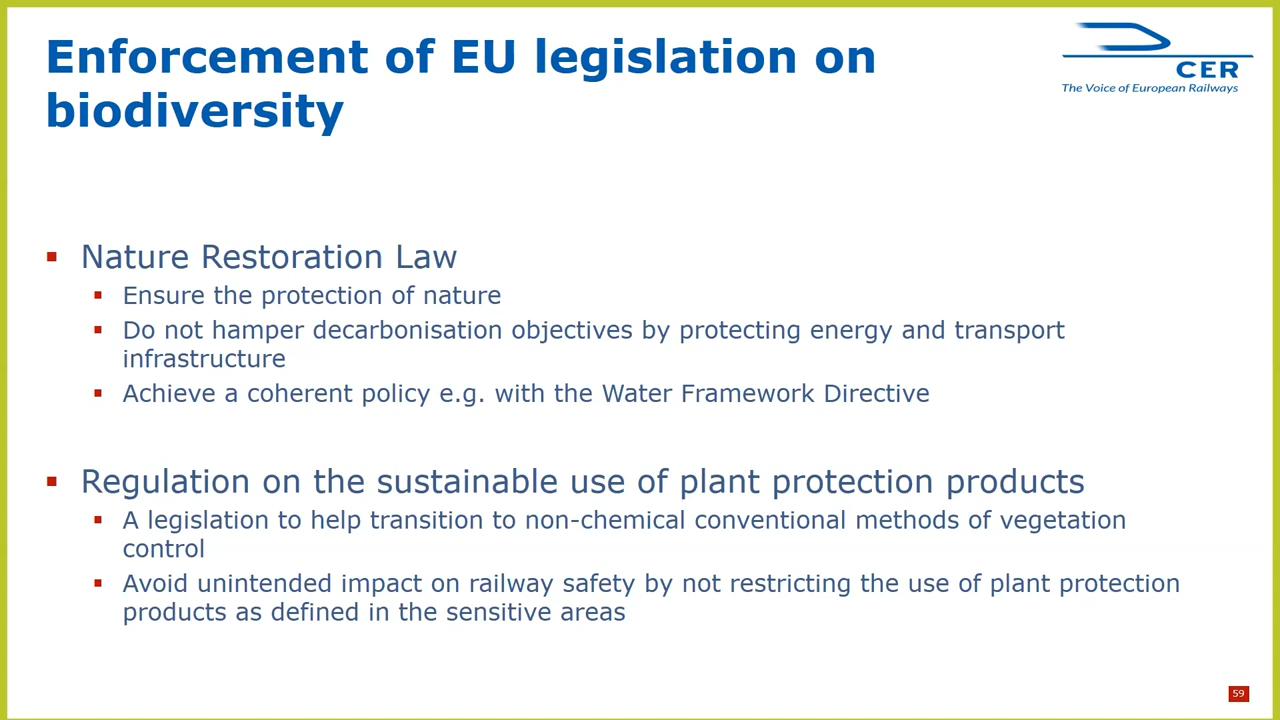 Enforcement of EU legislation on
biodiversity
CER
The Voice of European Railways
Nature Restoration Law
Ensure the protection of nature
Do not hamper decarbonisation objectives by protecting energy and transport
infrastructure
Achieve a coherent policy e.g. with the Water Framework Directive
Regulation on the sustainable use of plant protection products
A legislation to help transition to non-chemical conventional methods of vegetation
control
Avoid unintended impact on railway safety by not restricting the use of plant protection
products as defined in the sensitive areas
59